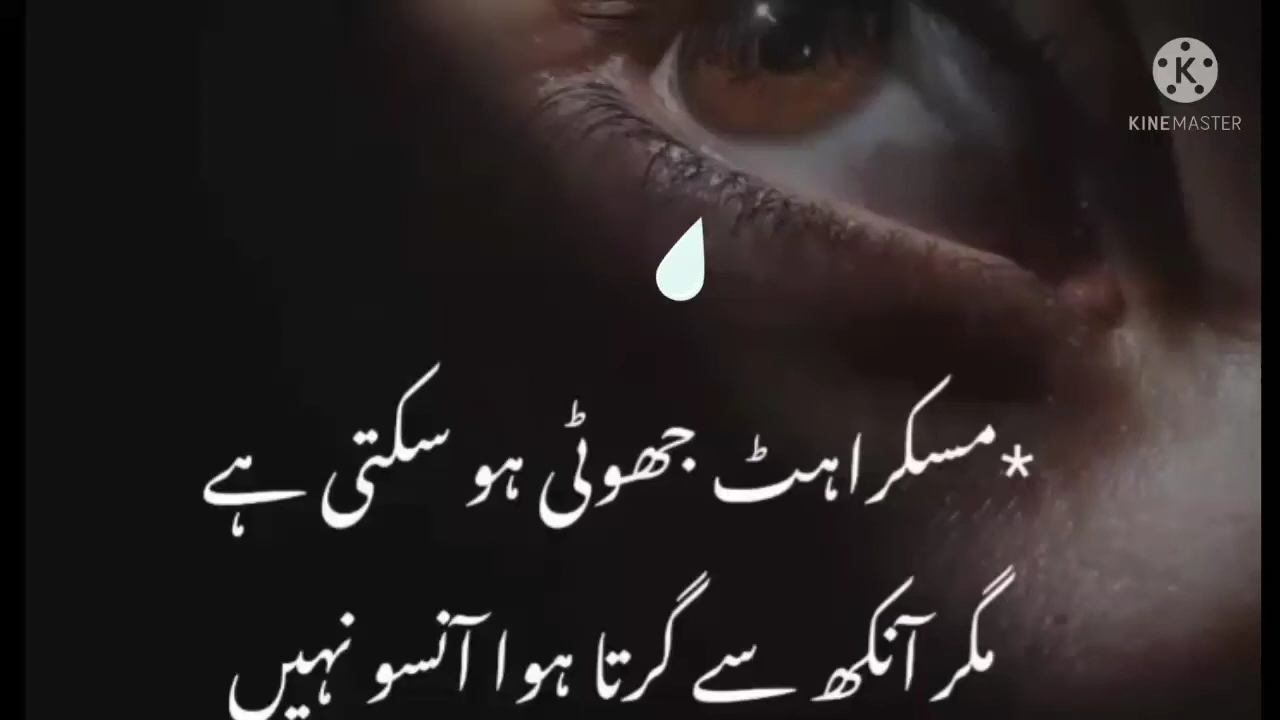 KINEMASTER
*مسکراہٹ جھوٹی ہو سکتی ہے
مگر آنکھ سے گرتا ہوا آنسو نہیں